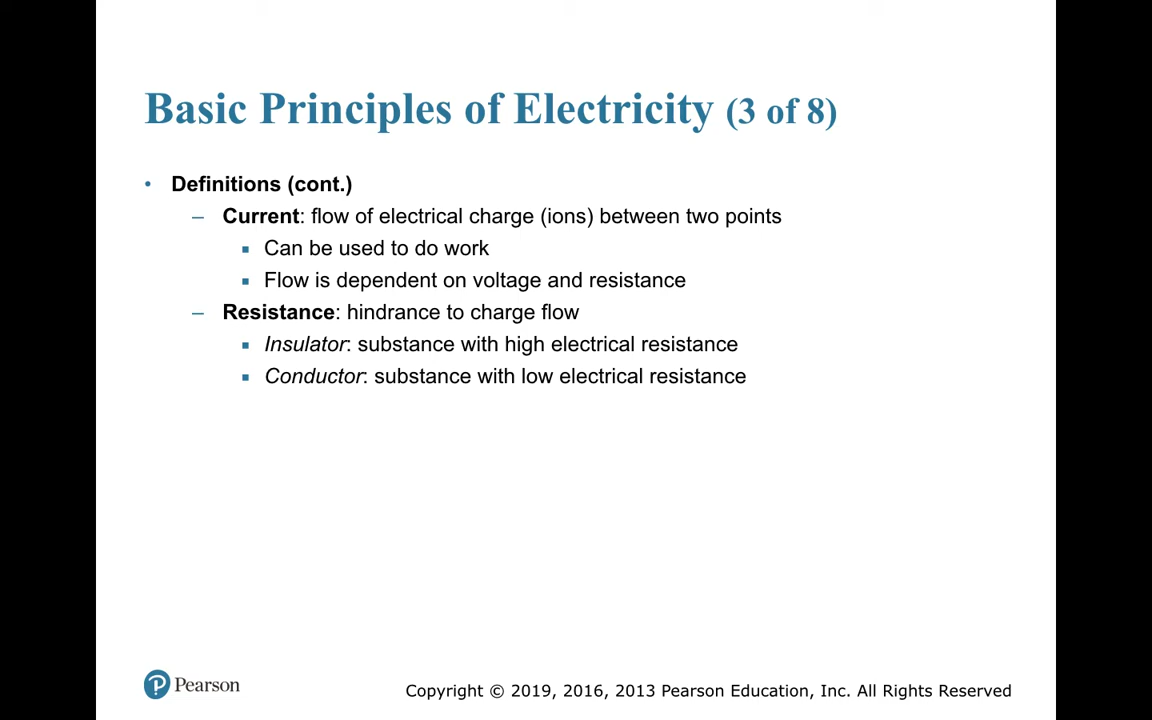 Basic Principles of Electricity (3 of 8)
• Definitions (cont.)
– Current: flow of electrical charge (ions) between two points
▪ Can be used to do work
▪ Flow is dependent on voltage and resistance
– Resistance: hindrance to charge flow
▪ Insulator: substance with high electrical resistance
▪ Conductor: substance with low electrical resistance
Pearson
Copyright © 2019, 2016, 2013 Pearson Education, Inc. All Rights Reserved